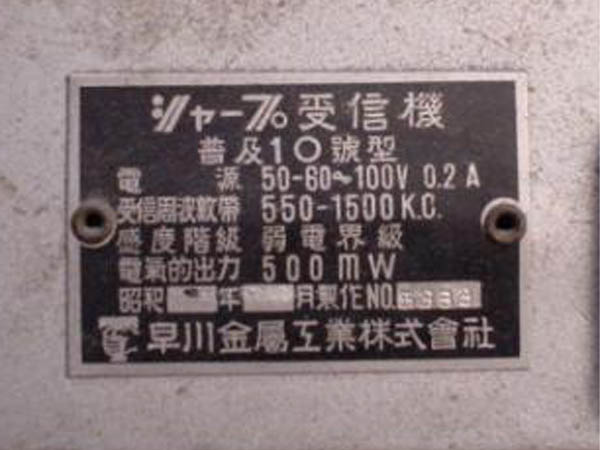 シャープ受信機
普及10號型
電源 50-60~100V 0.2A
受信周波數帶 550-1500K.C.
感度階級 弱電界級
電氣的出力 500mW
昭和 年 月製作NO.
早川金屬工業株式會社